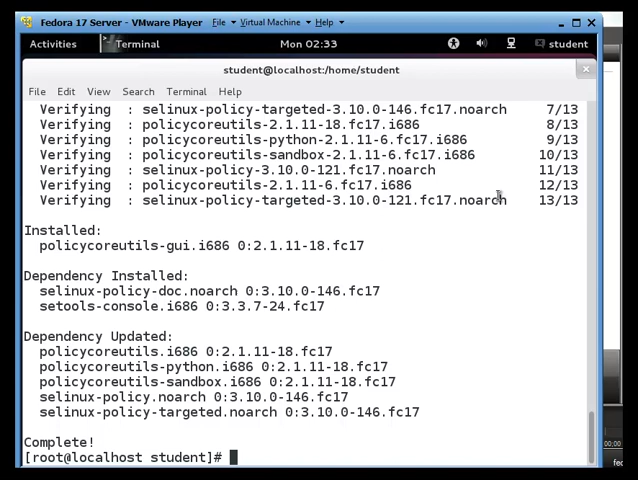 Fedora 17 Server - VMware Player File Virtual Machine Help
Activities Terminal Mon 02:33 student
student@localhost:/home/student
File Edit View Search Terminal Help
Verifying : selinux-policy-targeted-3.10.0-146.fc17.noarch 7/13
Verifying : policycoreutils-2.1.11-18.fc17.i686 8/13
Verifying : policycoreutils-python-2.1.11-6.fc17.i686 9/13
Verifying : policycoreutils-sandbox-2.1.11-6.fc17.i686 10/13
Verifying : selinux-policy-3.10.0-121.fc17.noarch 11/13
Verifying : policycoreutils-2.1.11-6.fc17.i686 12/13
Verifying : selinux-policy-targeted-3.10.0-121.fc17.noarch 13/13
Installed:
policycoreutils-gui.i686 0:2.1.11-18.fc17
Dependency Installed:
selinux-policy-doc.noarch 0:3.10.0-146.fc17
setools-console.i686 0:3.3.7-24.fc17
Dependency Updated:
policycoreutils.i686 0:2.1.11-18.fc17
policycoreutils-python.i686 0:2.1.11-18.fc17
policycoreutils-sandbox.i686 0:2.1.11-18.fc17
selinux-policy.noarch 0:3.10.0-146.fc17
selinux-policy-targeted.noarch 0:3.10.0-146.fc17
Complete!
00:00
[root@localhost student]#
fed